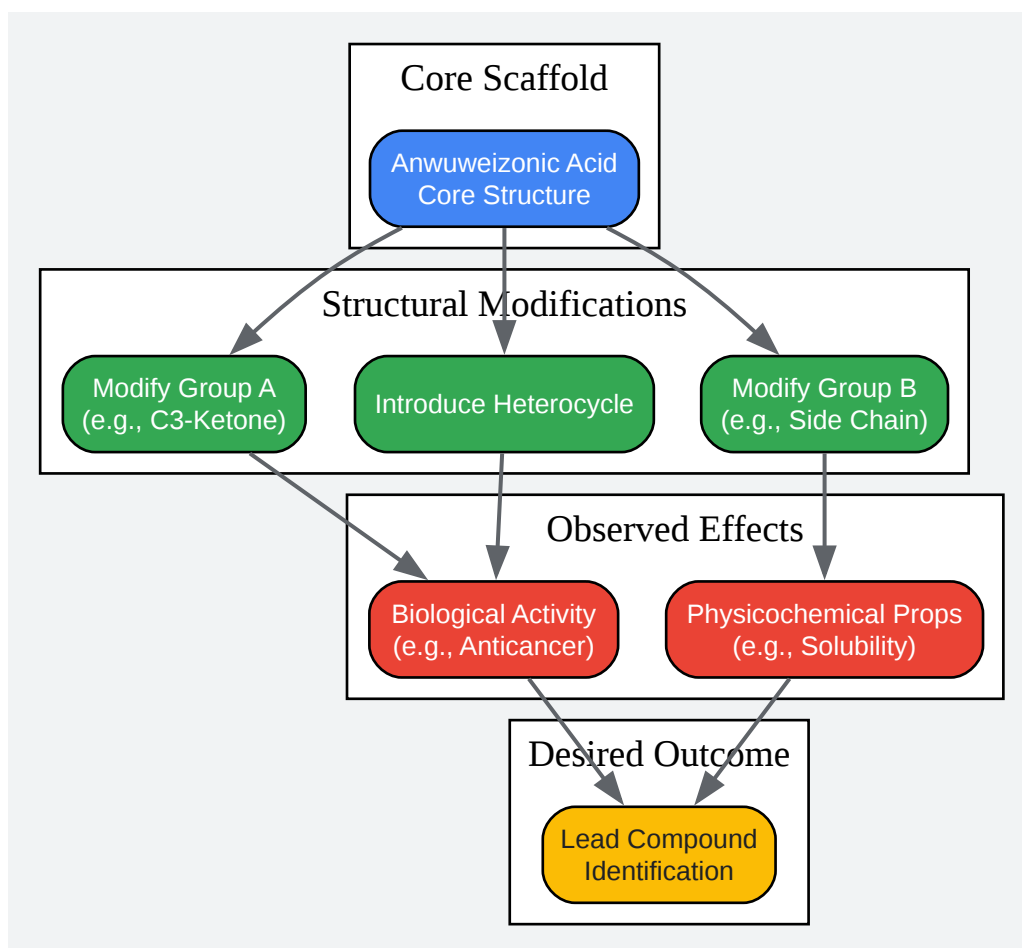 Core Scaffold
Anwuweizonic Acid
Core Structure
Structural Modifications
Modify Group A
(e.g., C3-Ketone)
Introduce Heterocycle
Modify Group B
(e.g., Side Chain)
Observed Effects
Biological Activity
(e.g., Anticancer)
Physicochemical Props
(e.g., Solubility)
Desired Outcome
Lead Compound
Identification